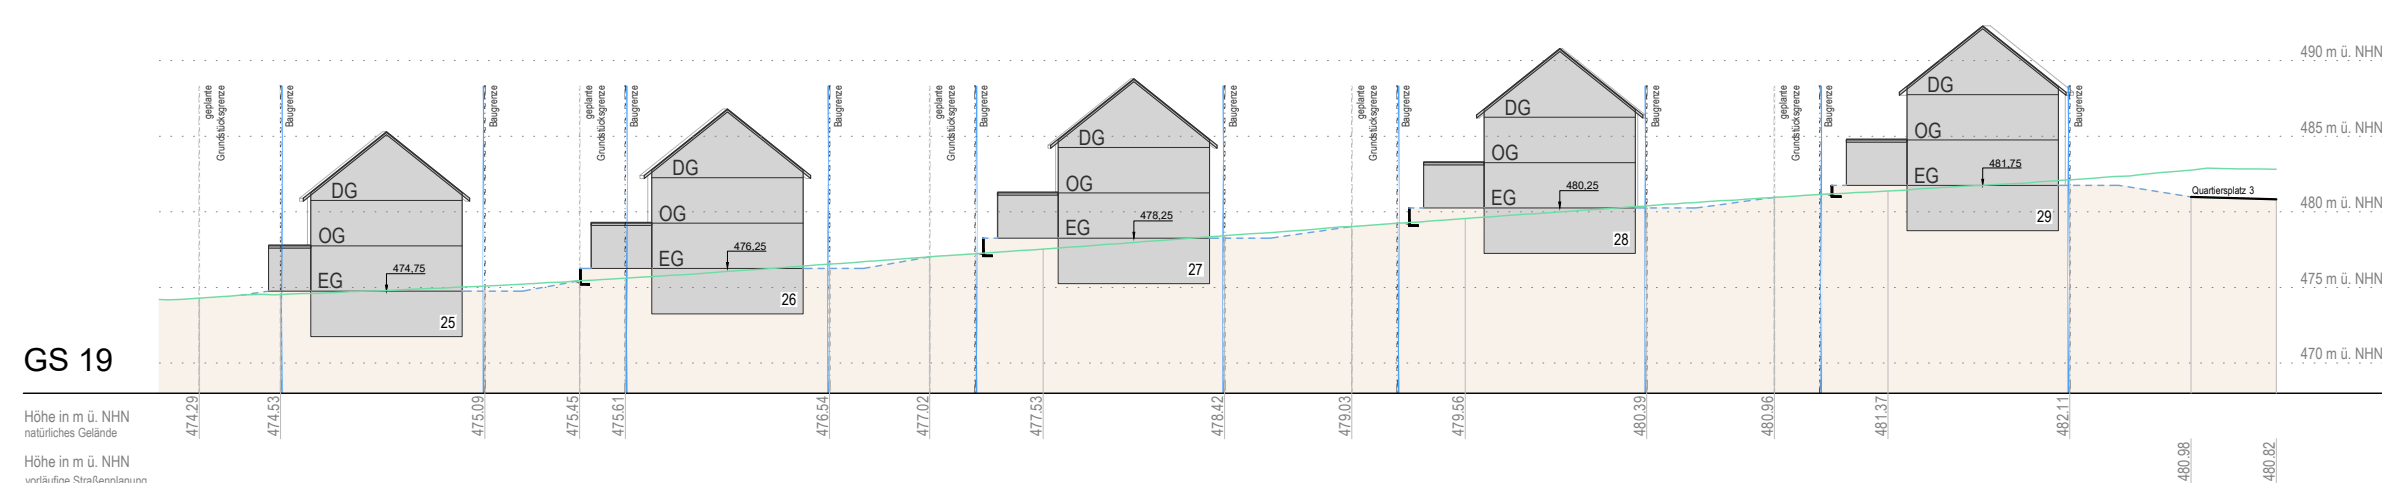 490 m ü. NHN
485 m ü. NHN
480 m ü. NHN
475 m ü. NHN
470 m ü. NHN
geplante
Grundstücksgrenze
Baugrenze
Baugrenze
geplante
Grundstücksgrenze
Baugrenze
Baugrenze
geplante
Grundstücksgrenze
Baugrenze
Baugrenze
geplante
Grundstücksgrenze
Baugrenze
Baugrenze
geplante
Grundstücksgrenze
Baugrenze
Baugrenze
DG
OG
EG
474,75
25
DG
OG
EG
476,25
26
DG
OG
EG
478,25
27
DG
OG
EG
480,25
28
DG
OG
EG
481,75
29
Quartiersplatz 3
GS 19
Höhe in m ü. NHN
natürliches Gelände
474.29
474.53
475.09
475.45
475.61
476.54
477.02
477.53
478.42
479.03
479.56
480.39
480.96
481.37
482.11
Höhe in m ü. NHN
vorläufige Straßenplanung
480.98
480.82